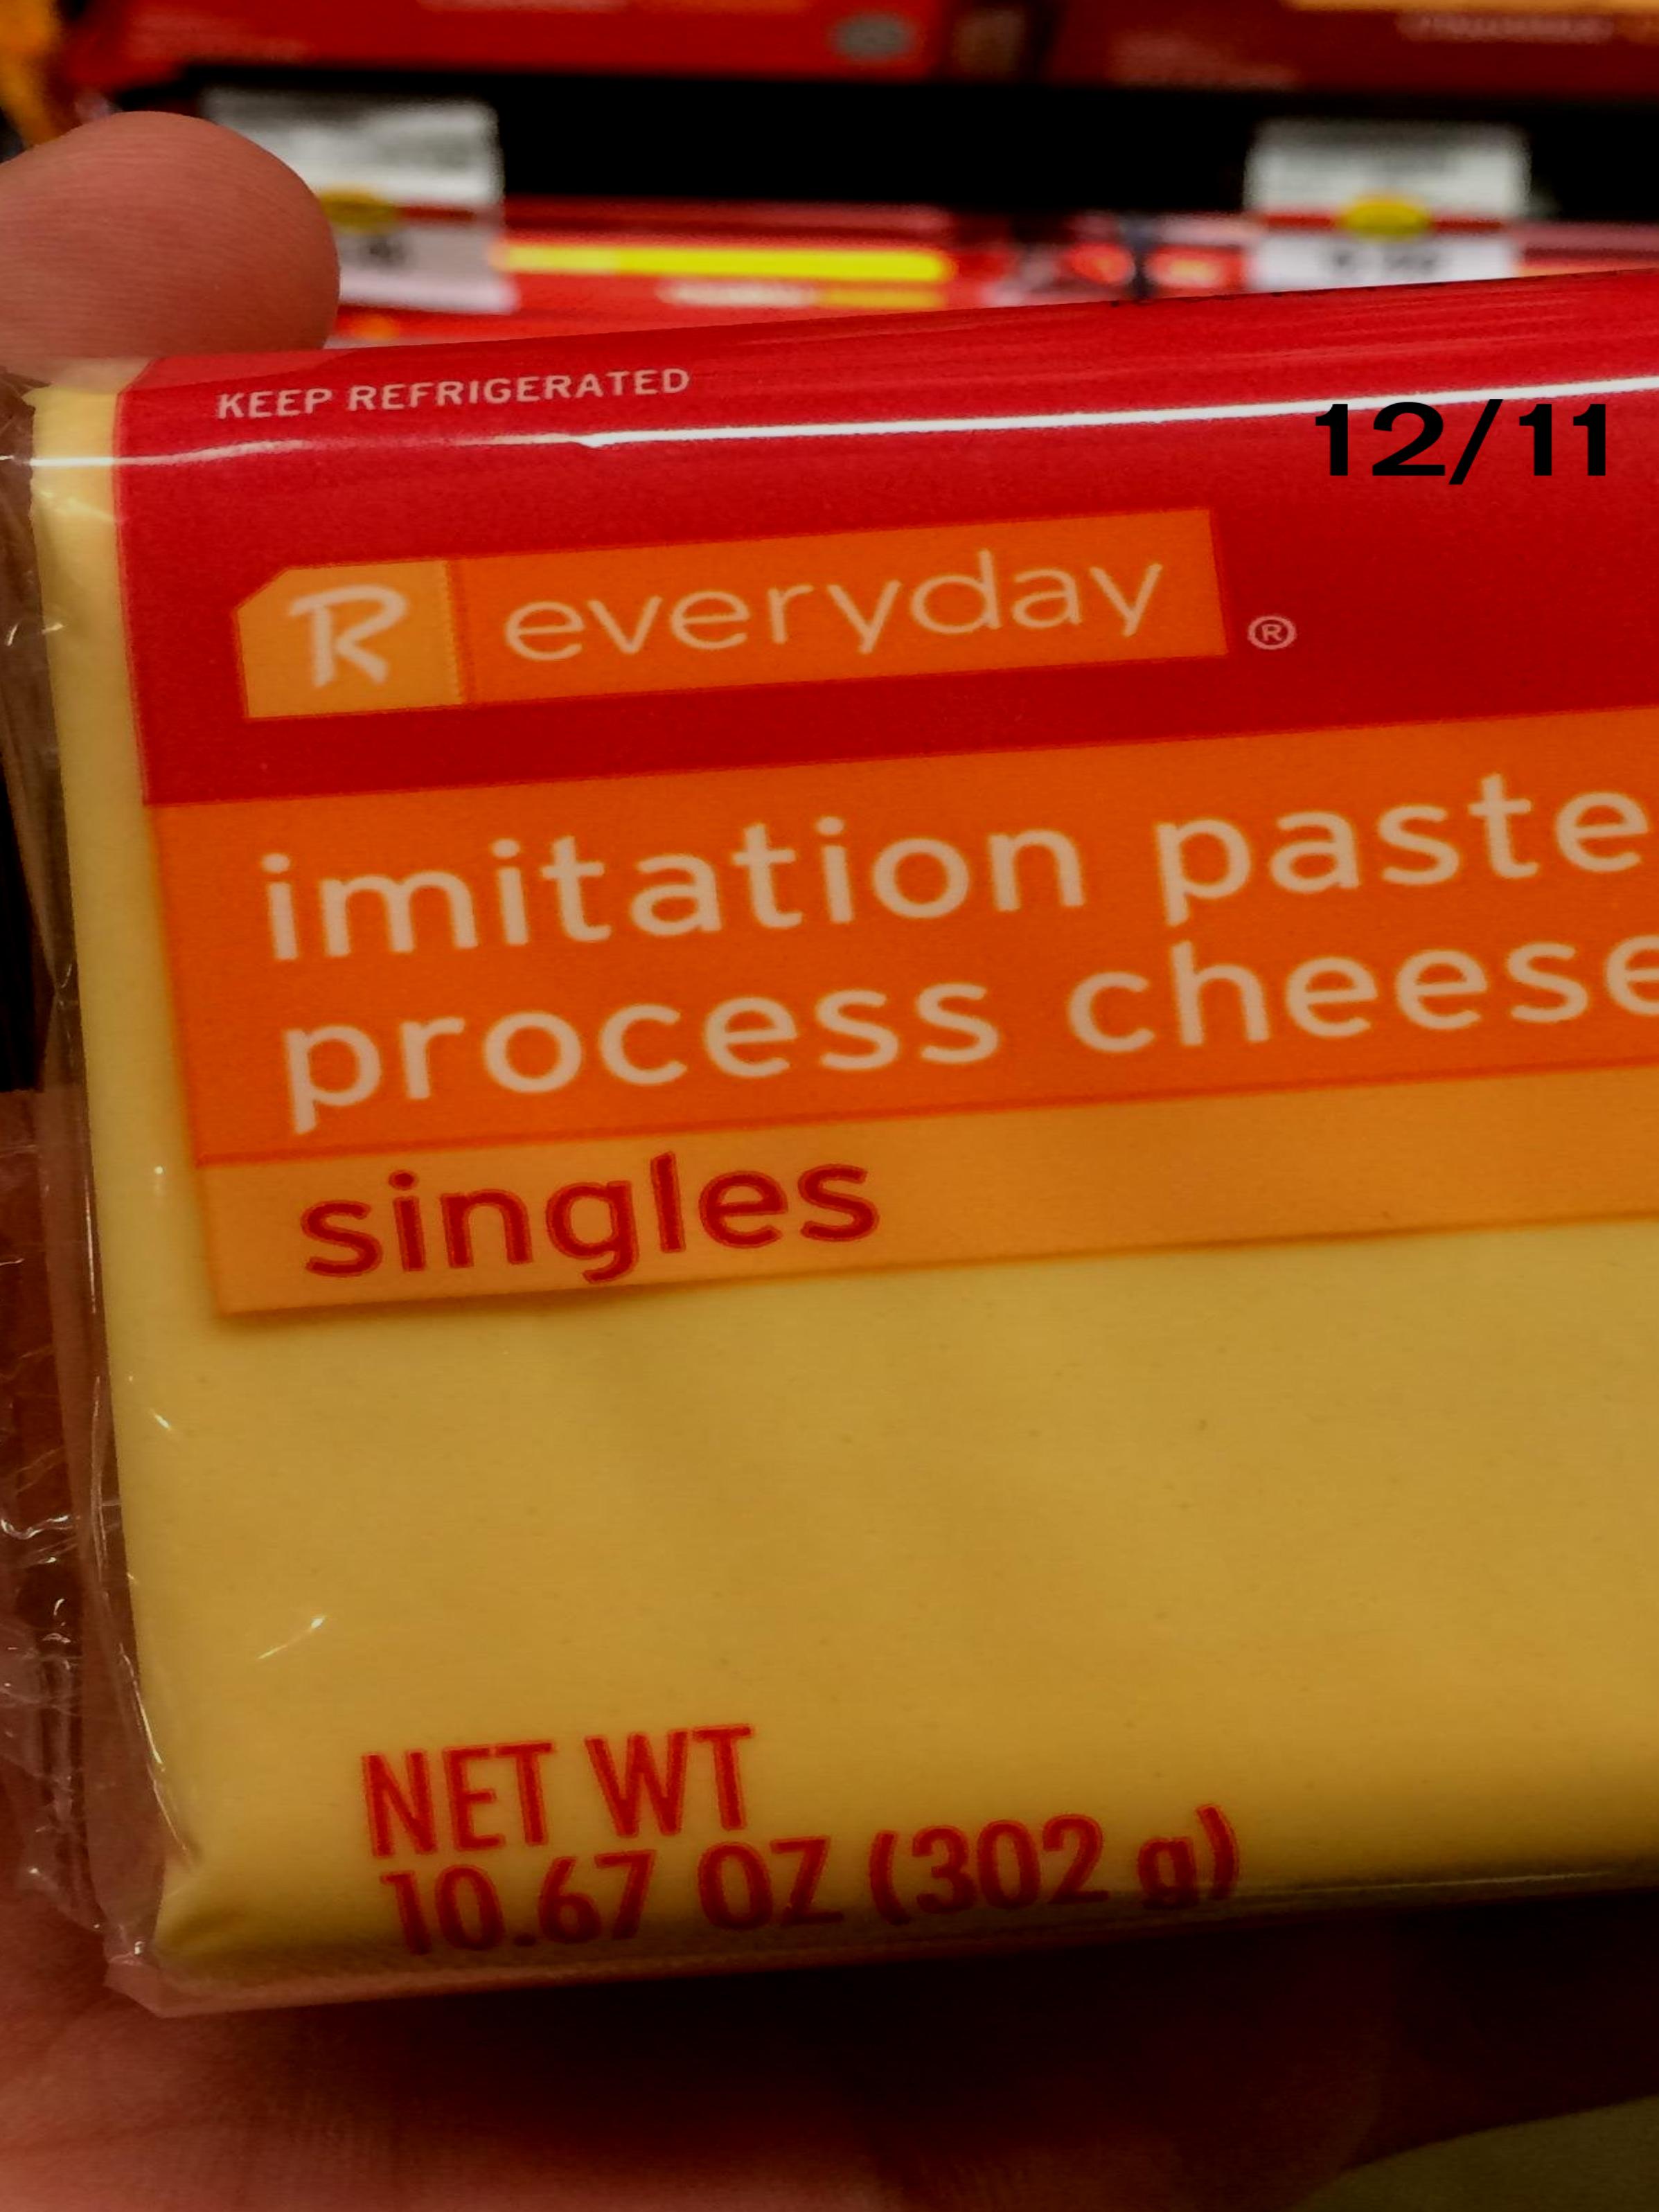 KEEP REFRIGERATED
12/11
R everyday ®
imitation paste
process cheese
singles
NET WT
10.67 OZ (302 g)